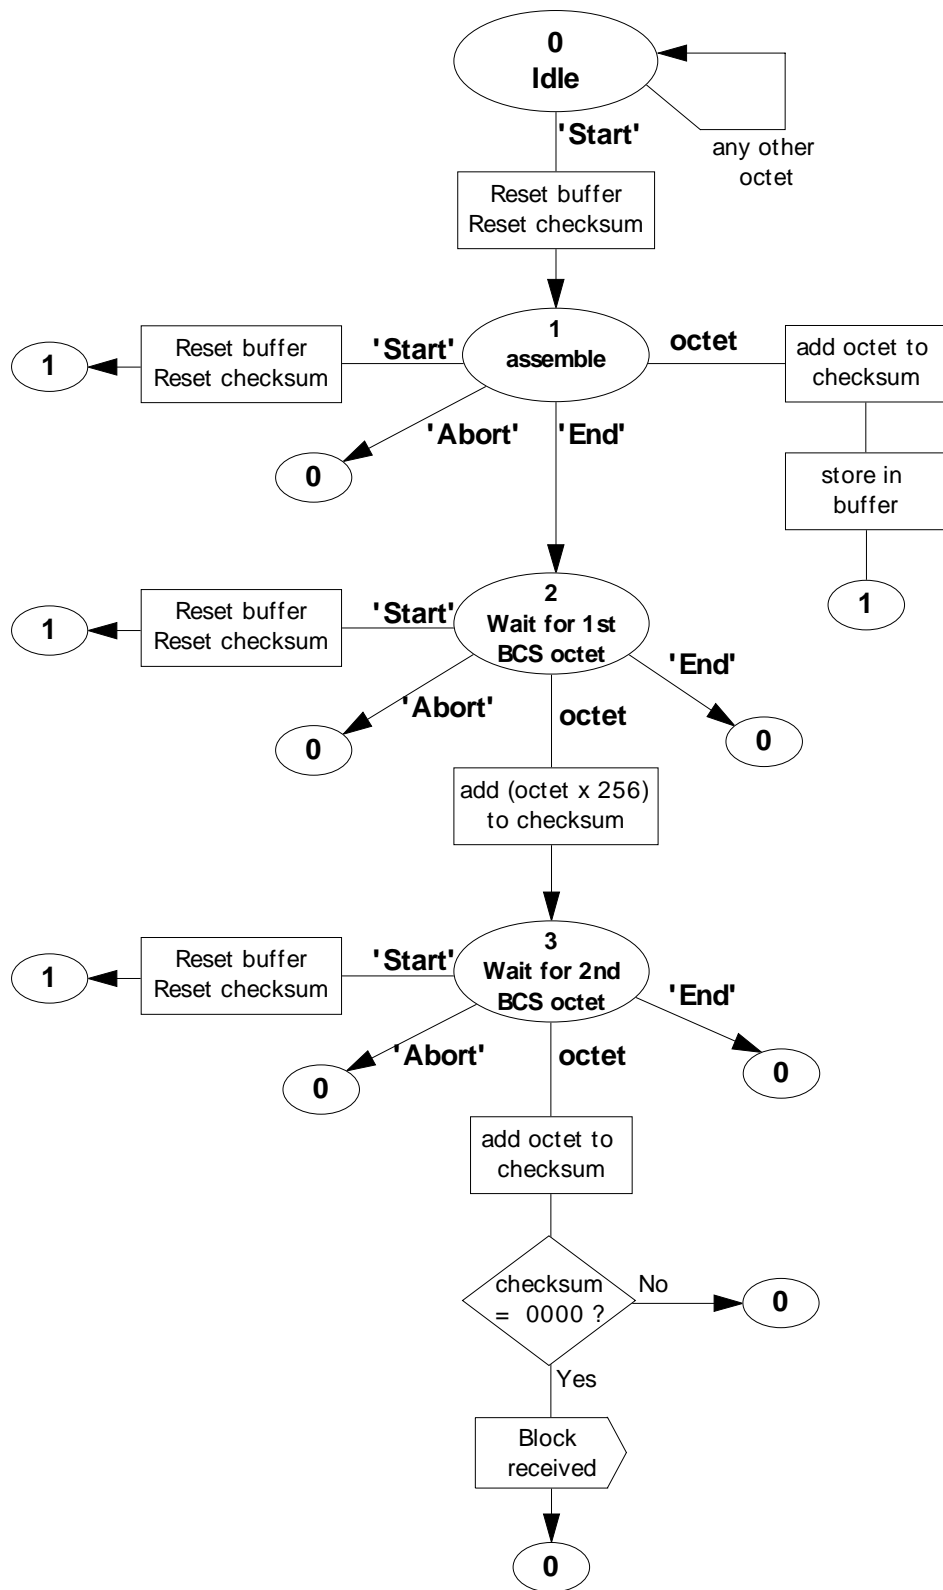 0
Idle
'Start'
any other
octet
Reset buffer
Reset checksum
1
assemble
'Start'
Reset buffer
Reset checksum
1
octet
add octet to
checksum
'Abort'
'End'
0
store in
buffer
1
2
Wait for 1st
BCS octet
'Start'
Reset buffer
Reset checksum
1
'End'
'Abort'
octet
0
0
add (octet x 256)
to checksum
3
Wait for 2nd
BCS octet
'Start'
Reset buffer
Reset checksum
1
'End'
'Abort'
octet
0
0
add octet to
checksum
checksum
= 0000 ?
No
0
Yes
Block
received
0